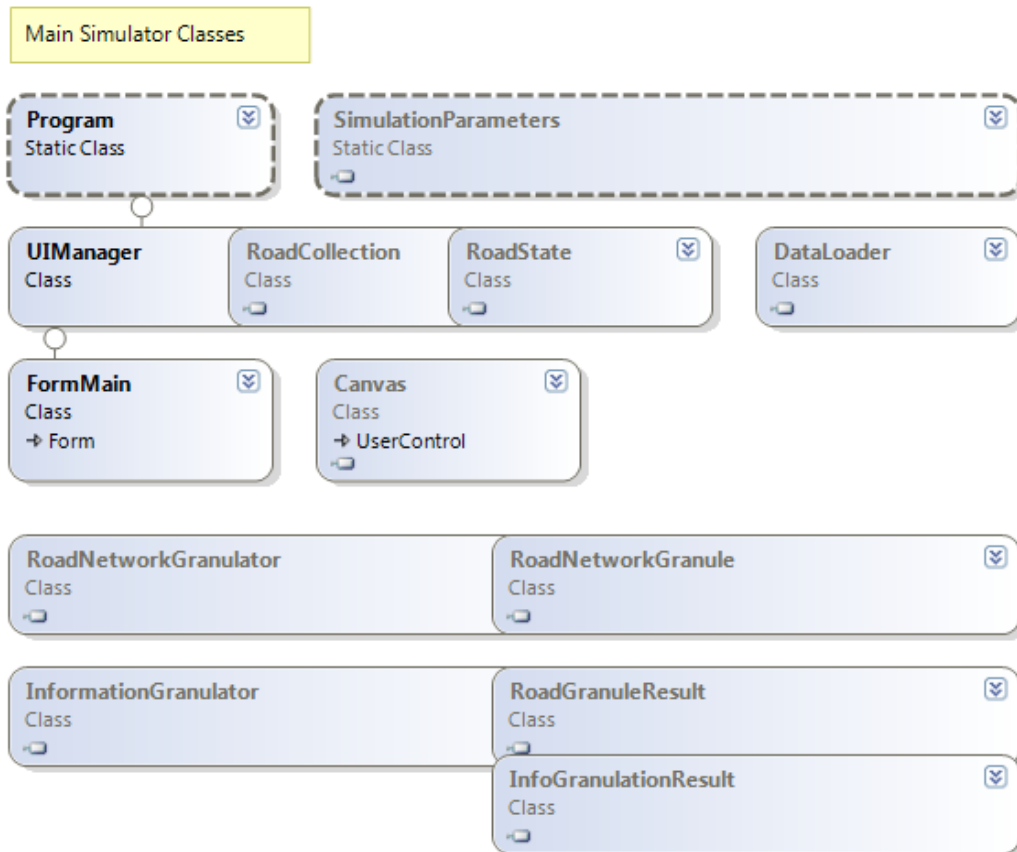 Main Simulator Classes
Program
Static Class
SimulationParameters
Static Class
UIManager
Class
RoadCollection
Class
RoadState
Class
DataLoader
Class
FormMain
Class
Form
Canvas
Class
UserControl
RoadNetworkGranulator
Class
RoadNetworkGranule
Class
InformationGranulator
Class
RoadGranuleResult
Class
InfoGranulationResult
Class